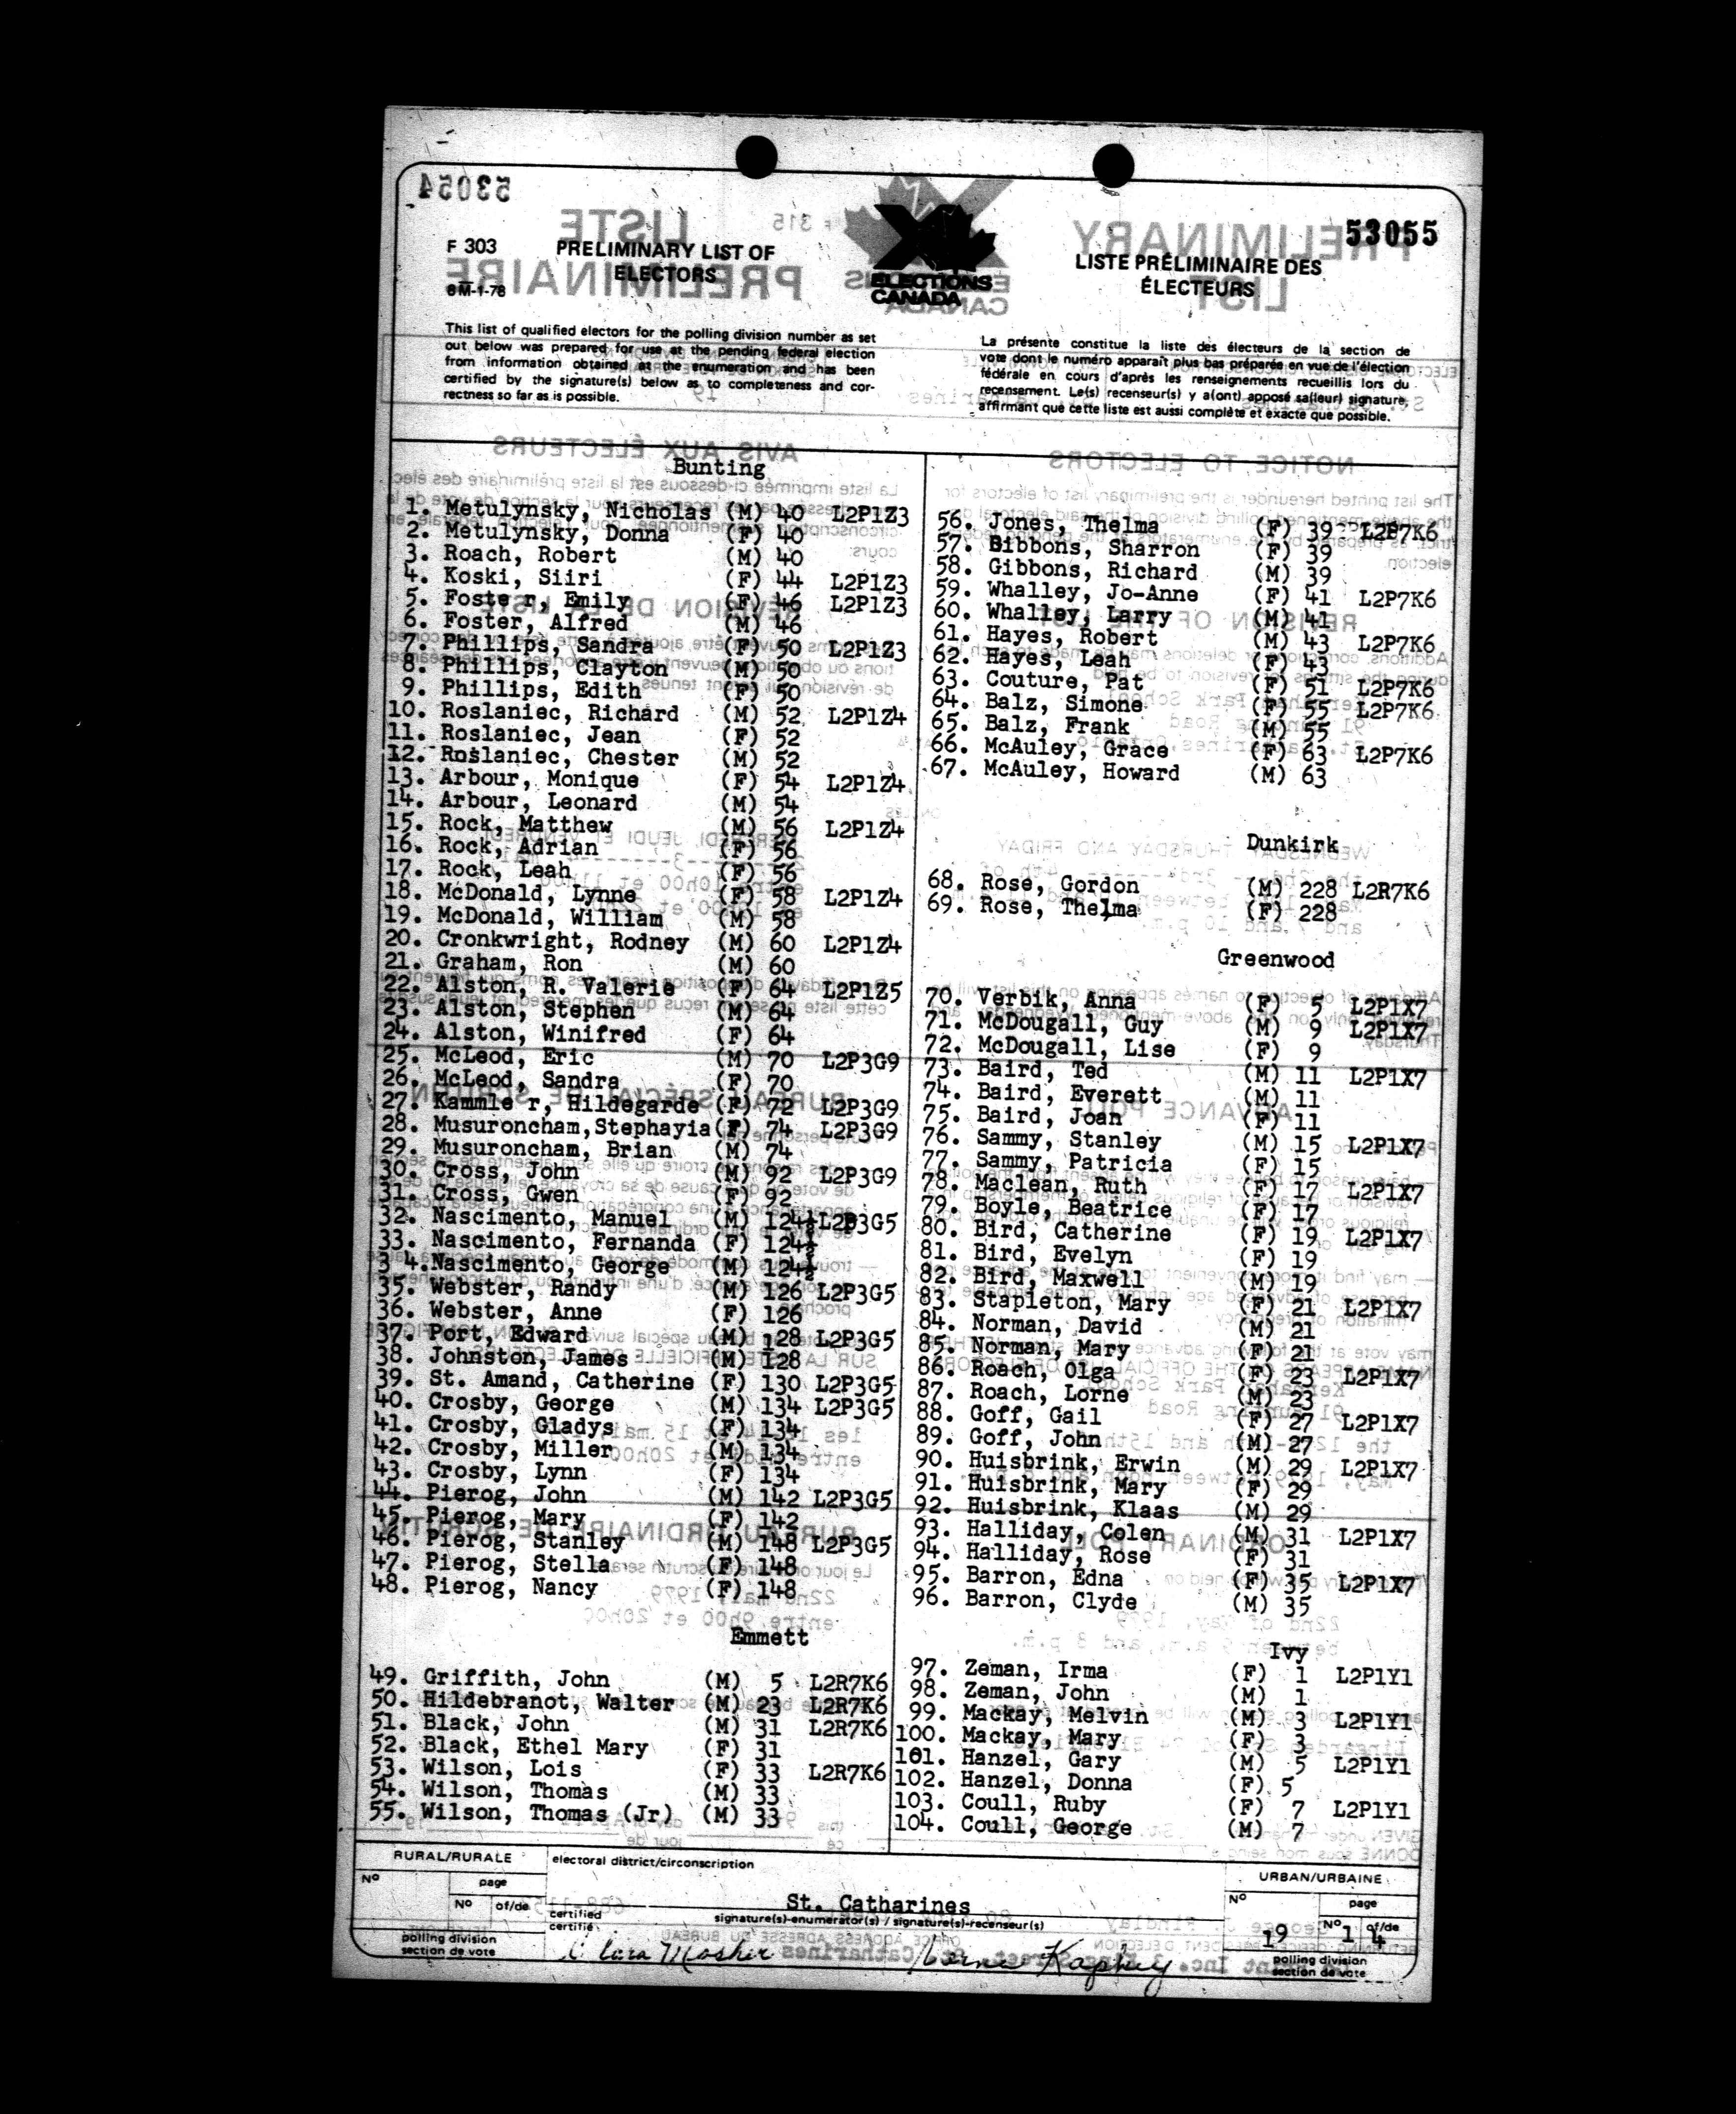 53055
F 303
PRELIMINARY LIST OF
ELECTORS
6M-1-78
ELECTIONS
CANADA
LISTE PRÉLIMINAIRE DES
ÉLECTEURS
This list of qualified electors for the polling division number as set
out below was prepared for use at the pending federal election
from information obtained at the enumeration and has been
certified by the signature(s) below as to completeness and cor-
rectness so far as is possible.
La présente constitue la liste des électeurs de la section de
vote dont le numéro apparaît plus bas préparée en vue de l'élection
fédérale en cours d'après les renseignements recueillis lors du
recensement. Le(s) recenseur(s) y a(ont) apposé sa(leur) signature,
affirmant que cette liste est aussi complète et exacte que possible.
Bunting
1. Metulynsky, Nicholas (M) 40 L2P1Z3
2. Metulynsky, Donna (F) 40
3. Roach, Robert (M) 40
4. Koski, Siiri (F) 44 L2P1Z3
5. Foste r, Emily (F) 46 L2P1Z3
6. Foster, Alfred (M) 46
7. Phillips, Sandra (F) 50 L2P1Z3
8. Phillips, Clayton (M) 50
9. Phillips, Edith (F) 50
10. Roslaniec, Richard (M) 52 L2P1Z4
11. Roslaniec, Jean (F) 52
12. Roslaniec, Chester (M) 52
13. Arbour, Monique (F) 54 L2P1Z4
14. Arbour, Leonard (M) 54
15. Rock, Matthew (M) 56 L2P1Z4
16. Rock, Adrian (F) 56
17. Rock, Leah (F) 56
18. McDonald, Lynne (F) 58 L2P1Z4
19. McDonald, William (M) 58
20. Cronkwright, Rodney (M) 60 L2P1Z4
21. Graham, Ron (M) 60
22. Alston, R. Valerie (F) 64 L2P1Z5
23. Alston, Stephen (M) 64
24. Alston, Winifred (F) 64
25. McLeod, Eric (M) 70 L2P3G9
26. McLeod, Sandra (F) 70
27. Kammle r, Hildegarde (F) 72 L2P3G9
28. Musuroncham,Stephayia(F) 74 L2P3G9
29. Musuroncham, Brian (M) 74
30. Cross, John (M) 92 L2P3G9
31. Cross, Gwen (F) 92
32. Nascimento, Manuel (M) 124½L2P3G5
33. Nascimento, Fernanda (F) 124½
3 4.Nascimento, George (M) 124½
35. Webster, Randy (M) 126 L2P3G5
36. Webster, Anne (F) 126
37. Port, Edward (M) 128 L2P3G5
38. Johnston, James (M) 128
39. St. Amand, Catherine (F) 130 L2P3G5
40. Crosby, George (M) 134 L2P3G5
41. Crosby, Gladys (F) 134
42. Crosby, Miller (M) 134
43. Crosby, Lynn (F) 134
44. Pierog, John (M) 142 L2P3G5
45. Pierog, Mary (F) 142
46. Pierog, Stanley (M) 148 L2P3G5
47. Pierog, Stella (F) 148
48. Pierog, Nancy (F) 148
Emmett
49. Griffith, John (M) 5 L2R7K6
50. Hildebranot, Walter (M) 23 L2R7K6
51. Black, John (M) 31 L2R7K6
52. Black, Ethel Mary (F) 31
53. Wilson, Lois (F) 33 L2R7K6
54. Wilson, Thomas (M) 33
55. Wilson, Thomas (Jr) (M) 33
56. Jones, Thelma (F) 39 L2P7K6
57. Bibbons, Sharron (F) 39
58. Gibbons, Richard (M) 39
59. Whalley, Jo-Anne (F) 41 L2P7K6
60. Whalley, Larry (M) 41
61. Hayes, Robert (M) 43 L2P7K6
62. Hayes, Leah (F) 43
63. Couture, Pat (F) 51 L2P7K6
64. Balz, Simone (F) 55 L2P7K6
65. Balz, Frank (M) 55
66. McAuley, Grace (F) 63 L2P7K6
67. McAuley, Howard (M) 63
Dunkirk
68. Rose, Gordon (M) 228 L2R7K6
69. Rose, Thelma (F) 228
Greenwood
70. Verbik, Anna (F) 5 L2P1X7
71. McDougall, Guy (M) 9 L2P1X7
72. McDougall, Lise (F) 9
73. Baird, Ted (M) 11 L2P1X7
74. Baird, Everett (M) 11
75. Baird, Joan (F) 11
76. Sammy, Stanley (M) 15 L2P1X7
77. Sammy, Patricia (F) 15
78. Maclean, Ruth (F) 17 L2P1X7
79. Boyle, Beatrice (F) 17
80. Bird, Catherine (F) 19 L2P1X7
81. Bird, Evelyn (F) 19
82. Bird, Maxwell (M) 19
83. Stapleton, Mary (F) 21 L2P1X7
84. Norman, David (M) 21
85. Norman, Mary (F) 21
86. Roach, Olga (F) 23 L2P1X7
87. Roach, Lorne (M) 23
88. Goff, Gail (F) 27 L2P1X7
89. Goff, John (M) 27
90. Huisbrink, Erwin (M) 29 L2P1X7
91. Huisbrink, Mary (F) 29
92. Huisbrink, Klaas (M) 29
93. Halliday, Colen (M) 31 L2P1X7
94. Halliday, Rose (F) 31
95. Barron, Edna (F) 35 L2P1X7
96. Barron, Clyde (M) 35
Ivy
97. Zeman, Irma (F) 1 L2P1Y1
98. Zeman, John (M) 1
99. Mackay, Melvin (M) 3 L2P1Y1
100. Mackay, Mary (F) 3
101. Hanzel, Gary (M) 5 L2P1Y1
102. Hanzel, Donna (F) 5
103. Coull, Ruby (F) 7 L2P1Y1
104. Coull, George (M) 7
RURAL/RURALE
Nº
page
Nº of/de
polling division
section de vote
electoral district/circonscription
St. Catharines
certified
certifié
signature(s)-enumerator(s) / signature(s)-recenseur(s)
Clara Mosher
URBAN/URBAINE
Nº
19
page
Nº 1 of/de 4
polling division
section de vote